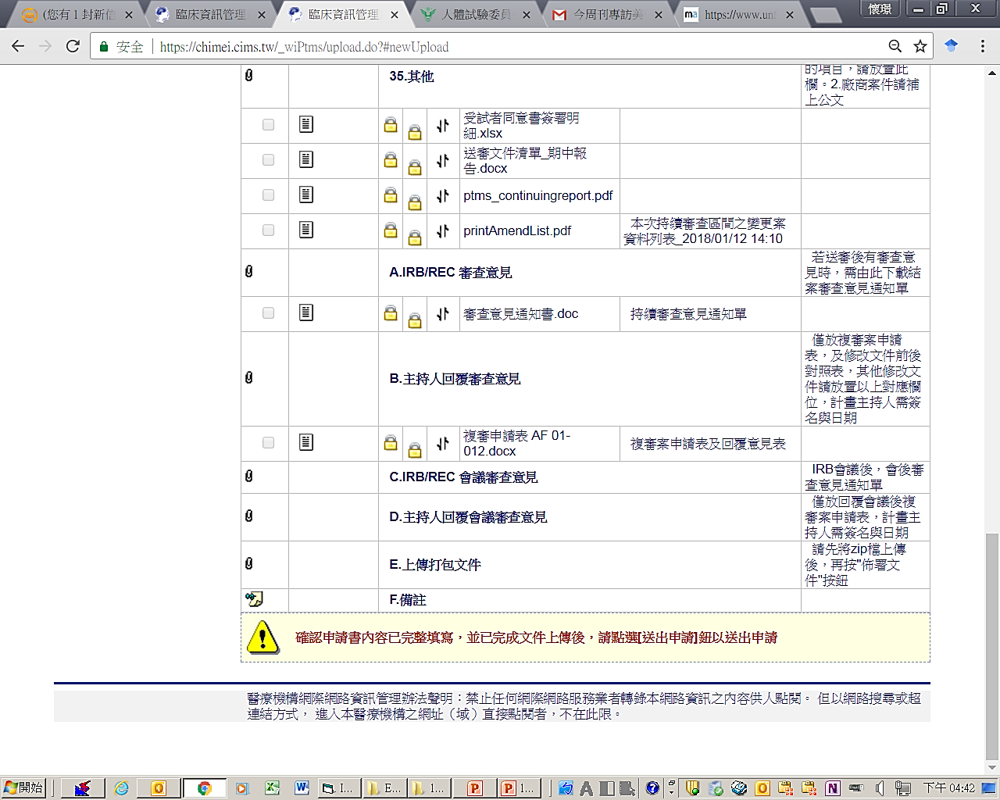 (您有 1 封新信
臨床資訊管理
臨床資訊管理
人體試驗委員
今周刊專訪美
https://www.unl
懷璟
安全
https://chimei.cims.tw/_wiPtms/upload.do?#newUpload
35.其他
的項目，請放置此
欄。2.廠商案件請補
上公文
受試者同意書簽署明
細.xlsx
送審文件清單_期中報
告.docx
ptms_continuingreport.pdf
printAmendList.pdf
本次持續審查區間之變更案
資料列表_2018/01/12 14:10
A.IRB/REC 審查意見
若送審後有審查意
見時，需由此下載結
案審查意見通知單
審查意見通知書.doc
持續審查意見通知單
B.主持人回覆審查意見
僅放複審案申請
表，及修改文件前後
對照表，其他修改文
件請放置以上對應欄
位，計畫主持人需簽
名與日期
複審申請表 AF 01-
012.docx
複審案申請表及回覆意見表
C.IRB/REC 會議審查意見
IRB會議後，會後審
查意見通知單
D.主持人回覆會議審查意見
僅放回覆會議後複
審案申請表，計畫主
持人需簽名與日期
E.上傳打包文件
請先將zip檔上傳
後，再按"佈署文
件"按鈕
F.備註
確認申請書內容已完整填寫，並已完成文件上傳後，請點選[送出申請]鈕以送出申請
醫療機構網際網路資訊管理辦法聲明：禁止任何網際網路服務業者轉錄本網路資訊之內容供人點閱。 但以網路搜尋或超
連結方式， 進入本醫療機構之網址（域）直接點閱者，不在此限。
開始
I...
E...
1...
1...
下午 04:42